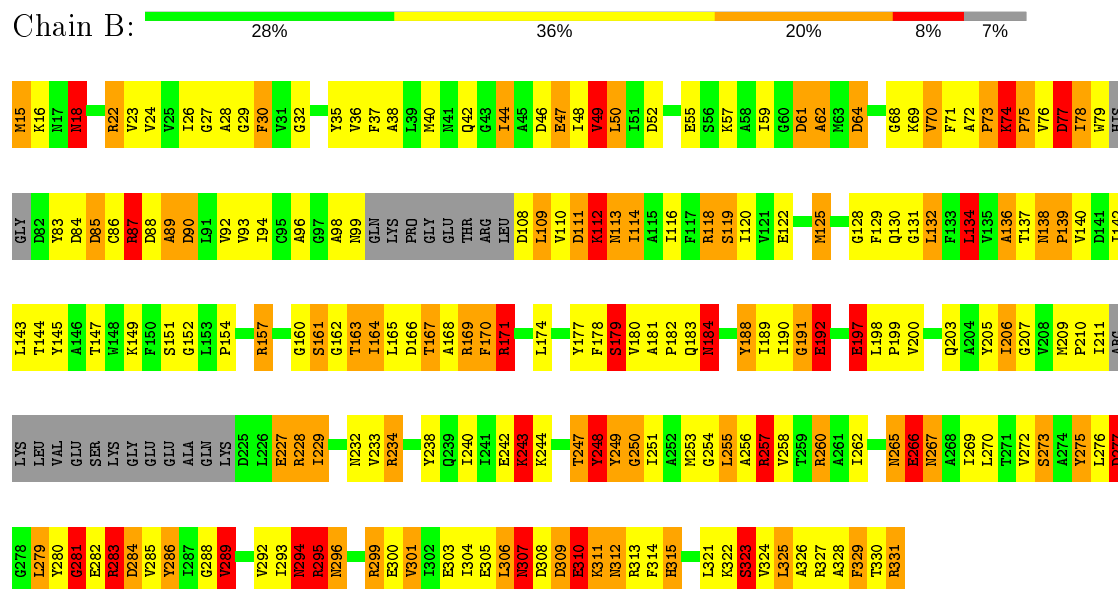 Chain B:
28% 36% 20% 8% 7%
M15 K16 N17 N18 R22 V23 V24 V25 I26 G27 A28 G29 F30 V31 G32 Y35 V36 F37 A38 L39 M40 N41 Q42 G43 I44 A45 D46 E47 I48 V49 L50 I51 D52 E55 S56 K57 A58 I59 G60 D61 A62 M63 D64 G68 K69 V70 F71 A72 P73 K74 P75 V76 D77 I78 W79 HIS
GLY D82 Y83 D84 D85 C86 R87 D88 A89 D90 L91 V92 V93 I94 C95 A96 G97 A98 N99 GLN LYS PRO GLY GLU THR ARG LEU D108 L109 V110 D111 K112 N113 I114 A115 I116 F117 R118 S119 I120 V121 E122 M125 G128 F129 Q130 G131 L132 F133 L134 V135 A136 T137 N138 P139 V140 D141 I142
L143 T144 Y145 A146 T147 W148 K149 F150 S151 G152 L153 P154 R157 G160 S161 G162 T163 I164 L165 D166 T167 A168 R169 F170 R171 L174 Y177 F178 S179 V180 A181 P182 Q183 N184 Y188 I189 I190 G191 E192 E197 L198 P199 V200 Q203 A204 Y205 I206 G207 V208 M209 P210 I211 ARG
LYS LEU VAL GLU SER LYS GLY GLU GLU ALA GLN LYS D225 L226 E227 R228 I229 N232 V233 R234 Y238 Q239 I240 I241 E242 K243 K244 T247 Y248 Y249 G250 I251 A252 M253 G254 L255 A256 R257 V258 T259 R260 A261 I262 N265 E266 N267 A268 I269 L270 T271 V272 S273 A274 Y275 L276
G278 L279 Y280 G281 E282 R283 D284 V285 Y286 I287 G288 V289 V292 I293 N294 R295 N296 R299 E300 V301 I302 E303 I304 E305 L306 N307 D308 D309 E310 K311 N312 R313 F314 H315 L321 K322 S323 V324 L325 A326 R327 A328 F329 T330 R331